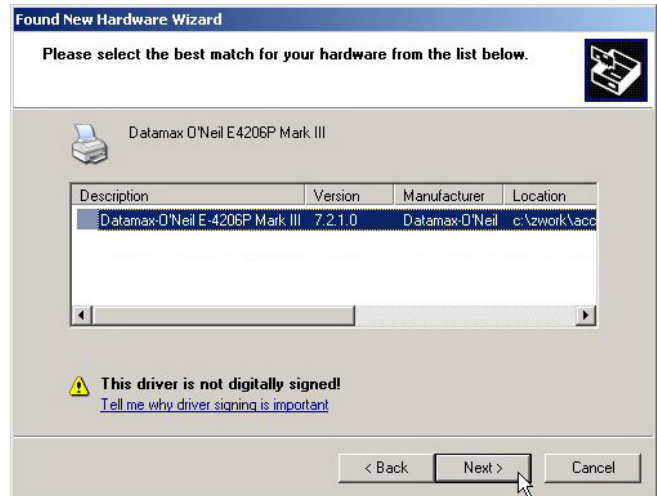 Found New Hardware Wizard
Please select the best match for your hardware from the list below.
Datamax O'Neil E4206P Mark III
Description Version Manufacturer Location
Datamax-O'Neil E-4206P Mark III 7.2.1.0 Datamax-O'Neil c:\zwork\acc
This driver is not digitally signed!
Tell me why driver signing is important
< Back Next > Cancel